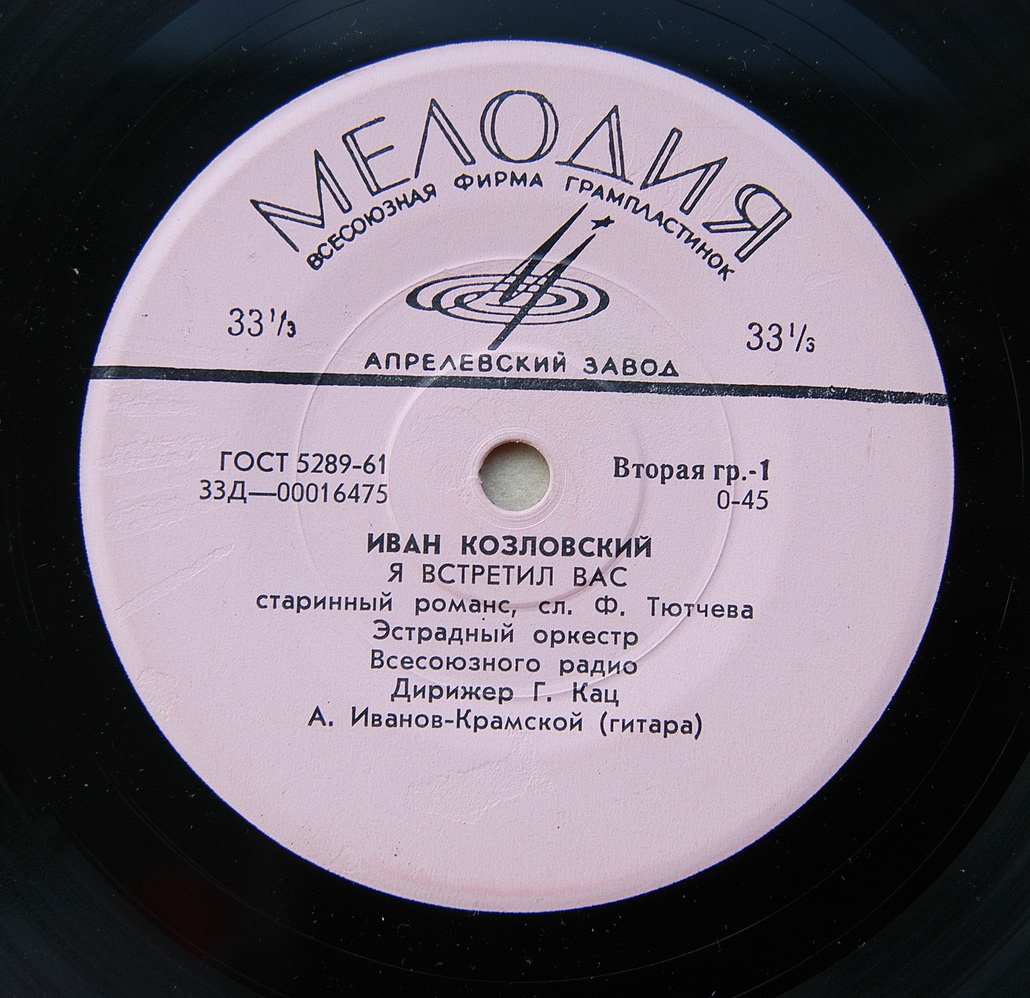 МЕЛОДИЯ
ВСЕСОЮЗНАЯ ФИРМА ГРАМПЛАСТИНОК
33⅓ 33⅓
АПРЕЛЕВСКИЙ ЗАВОД
ГОСТ 5289-61 Вторая гр.-1
33Д—00016475 0-45
ИВАН КОЗЛОВСКИЙ
Я ВСТРЕТИЛ ВАС
старинный романс, сл. Ф. Тютчева
Эстрадный оркестр
Всесоюзного радио
Дирижер Г. Кац
А. Иванов-Крамской (гитара)